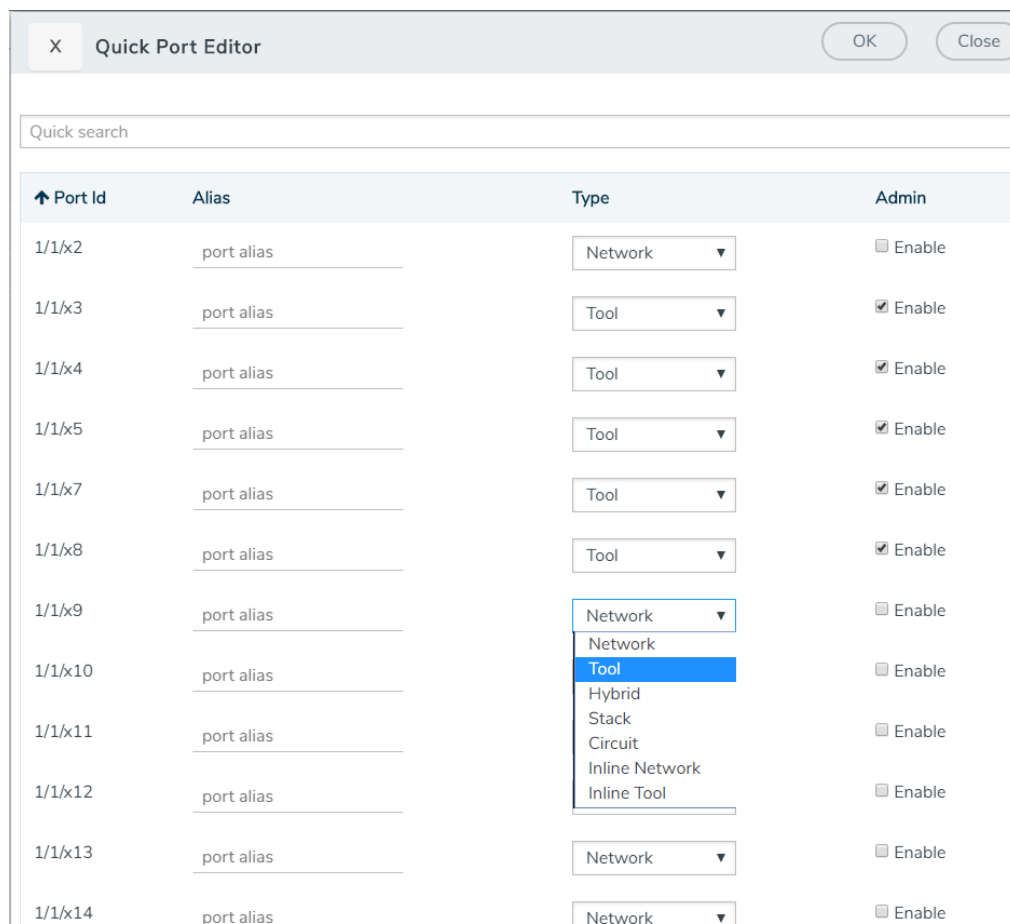 X Quick Port Editor OK Close
Quick search
Port Id Alias Type Admin
1/1/x2 port alias Network Enable
1/1/x3 port alias Tool Enable
1/1/x4 port alias Tool Enable
1/1/x5 port alias Tool Enable
1/1/x7 port alias Tool Enable
1/1/x8 port alias Tool Enable
1/1/x9 port alias Network Enable
Network
1/1/x10 port alias Tool Enable
Hybrid
Stack
1/1/x11 port alias Circuit Enable
Inline Network
1/1/x12 port alias Inline Tool Enable
1/1/x13 port alias Network Enable
1/1/x14 port alias Network Enable